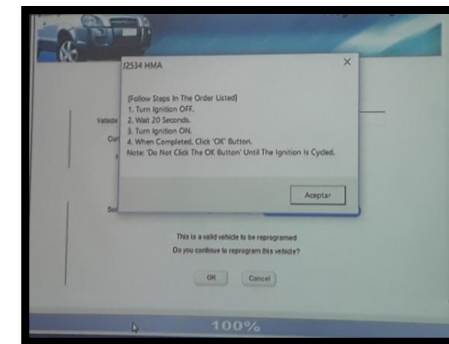 J2534 HMA
[Follow Steps In The Order Listed]
1. Turn Ignition OFF.
2. Wait 20 Seconds.
3. Turn Ignition ON.
4. When Completed, Click 'OK' Button.
Note: 'Do Not Click The OK Button' Until The Ignition Is Cycled.
Aceptar
This is a valid vehicle to be reprogramed
Do you continue to reprogram this vehicle?
OK
Cancel
100%